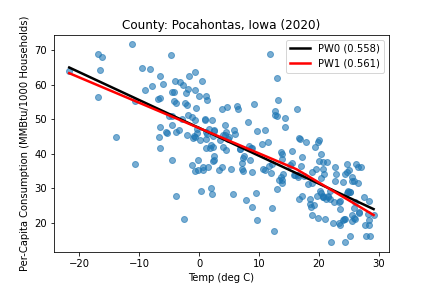 County: Pocahontas, Iowa (2020)
PW0 (0.558)
PW1 (0.561)
Per-Capita Consumption (MMBtu/1000 Households)
70
60
50
40
30
20
−20 −10 0 10 20 30
Temp (deg C)